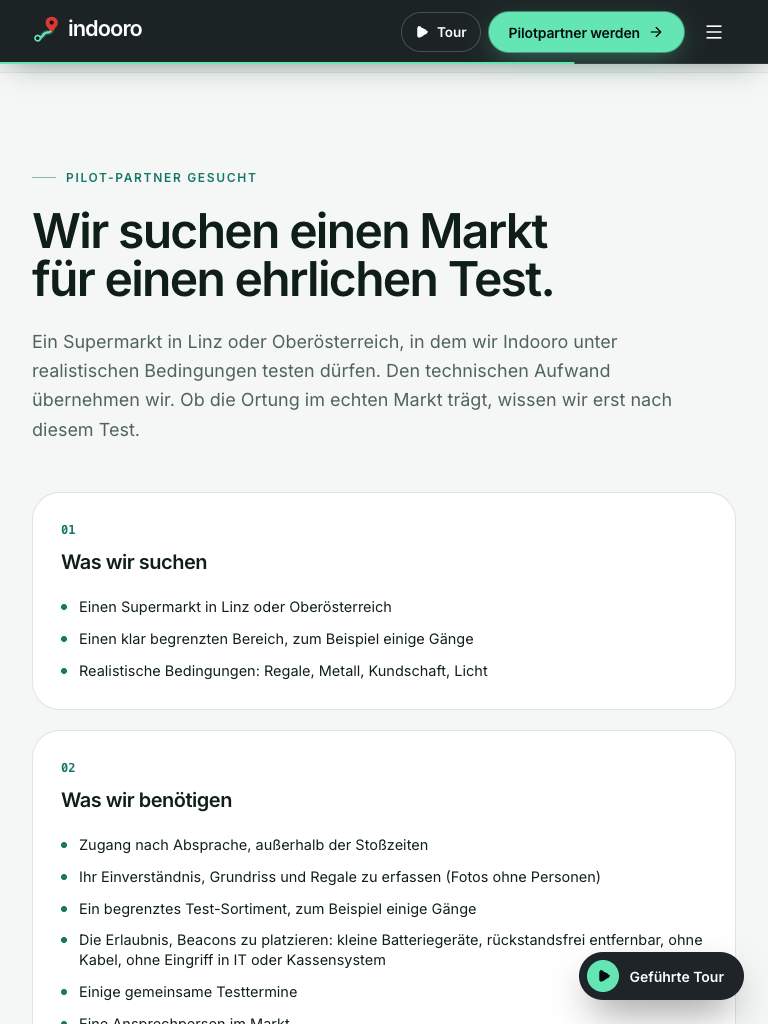 indooro
Tour
Pilotpartner werden
PILOT-PARTNER GESUCHT
Wir suchen einen Markt
für einen ehrlichen Test.
Ein Supermarkt in Linz oder Oberösterreich, in dem wir Indooro unter
realistischen Bedingungen testen dürfen. Den technischen Aufwand
übernehmen wir. Ob die Ortung im echten Markt trägt, wissen wir erst nach
diesem Test.
01
Was wir suchen
Einen Supermarkt in Linz oder Oberösterreich
Einen klar begrenzten Bereich, zum Beispiel einige Gänge
Realistische Bedingungen: Regale, Metall, Kundschaft, Licht
02
Was wir benötigen
Zugang nach Absprache, außerhalb der Stoßzeiten
Ihr Einverständnis, Grundriss und Regale zu erfassen (Fotos ohne Personen)
Ein begrenztes Test-Sortiment, zum Beispiel einige Gänge
Die Erlaubnis, Beacons zu platzieren: kleine Batteriegeräte, rückstandsfrei entfernbar, ohne
Kabel, ohne Eingriff in IT oder Kassensystem
Einige gemeinsame Testtermine
Eine Ansprechperson im Markt
Geführte Tour